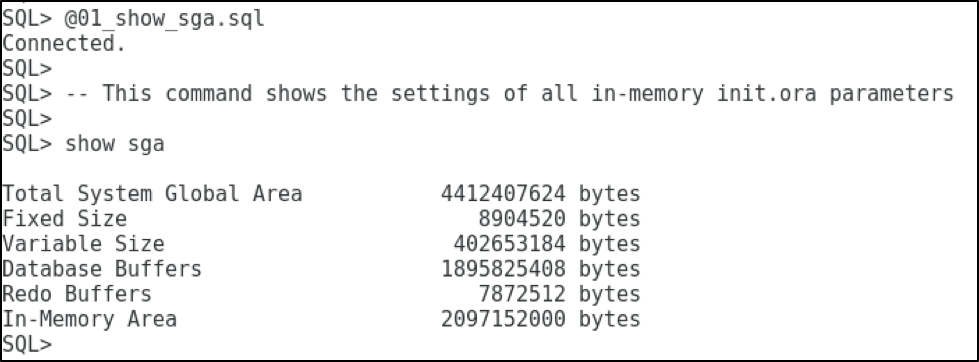 SQL> @01_show_sga.sql
Connected.
SQL>
SQL> -- This command shows the settings of all in-memory init.ora parameters
SQL>
SQL> show sga
Total System Global Area 4412407624 bytes
Fixed Size 8904520 bytes
Variable Size 402653184 bytes
Database Buffers 1895825408 bytes
Redo Buffers 7872512 bytes
In-Memory Area 2097152000 bytes
SQL>